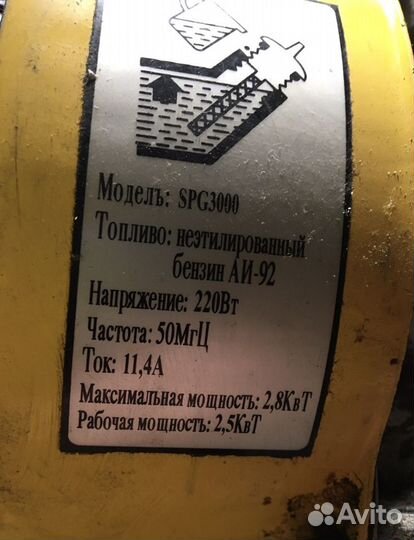 Моделъ: SPG3000
Топливо: неэтилированный
бензин АИ-92
Напряжение: 220Вт
Частота: 50МгЦ
Ток: 11,4А
Максимальная мощность: 2,8КвТ
Рабочая мощность: 2,5КвТ
Avito